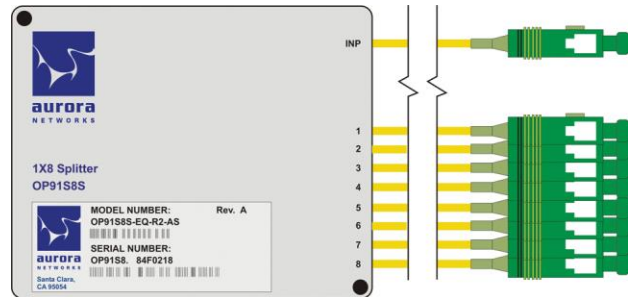 INP
aurora
NETWORKS
1
2
3
4
5
6
7
8
1X8 Splitter
OP91S8S
MODEL NUMBER: Rev. A
OP91S8S-EQ-R2-AS
SERIAL NUMBER:
OP91S8. 84F0218
aurora
NETWORKS
Santa Clara,
CA 95054